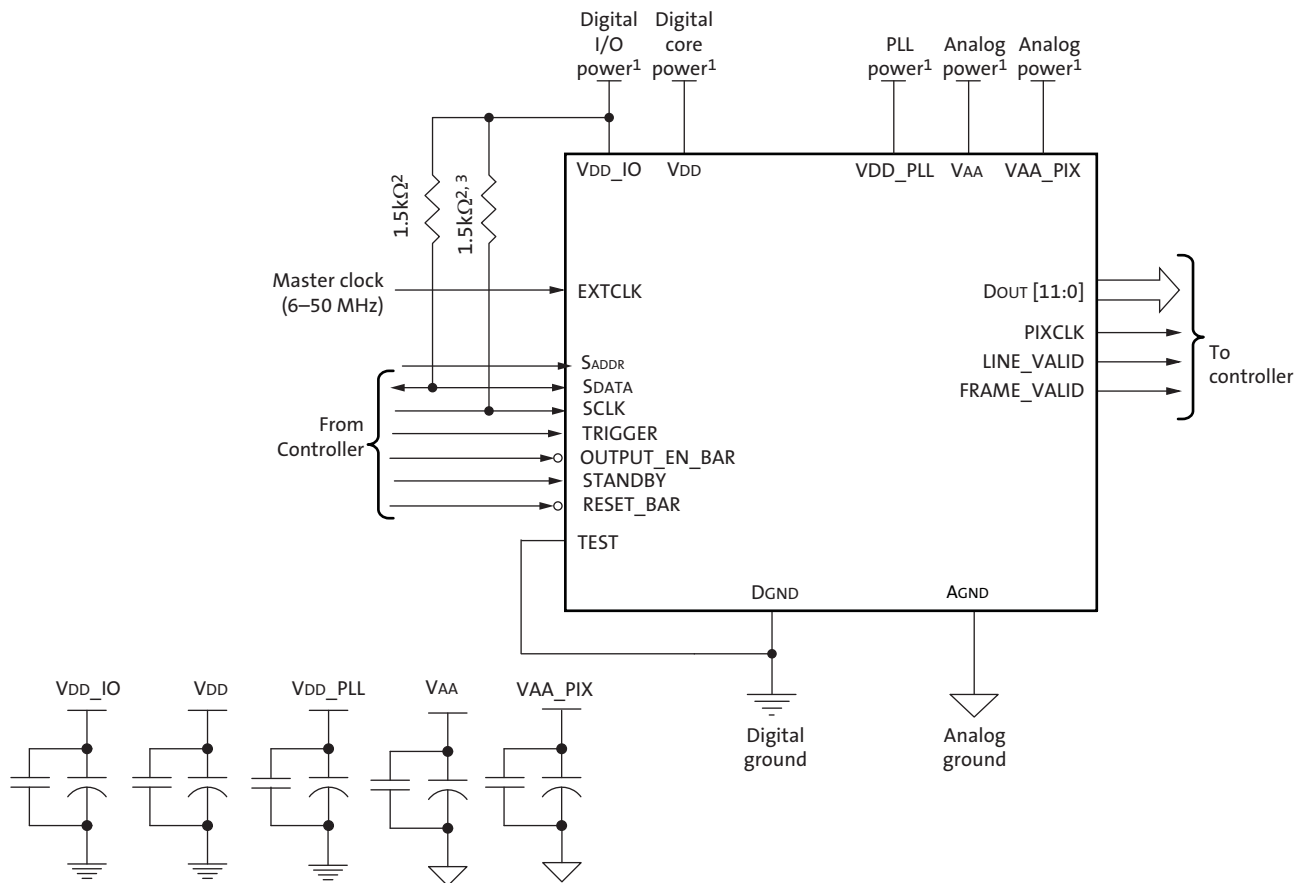 Digital
I/O
power1
Digital
core
power1
PLL
power1
Analog
power1
Analog
power1
1.5kΩ2
1.5kΩ2, 3
VDD_IO
VDD
VDD_PLL
VAA
VAA_PIX
Master clock
(6–50 MHz)
EXTCLK
DOUT [11:0]
PIXCLK
LINE_VALID
FRAME_VALID
To
controller
SADDR
SDATA
SCLK
TRIGGER
OUTPUT_EN_BAR
STANDBY
RESET_BAR
From
Controller
TEST
DGND
AGND
Digital
ground
Analog
ground
VDD_IO
VDD
VDD_PLL
VAA
VAA_PIX